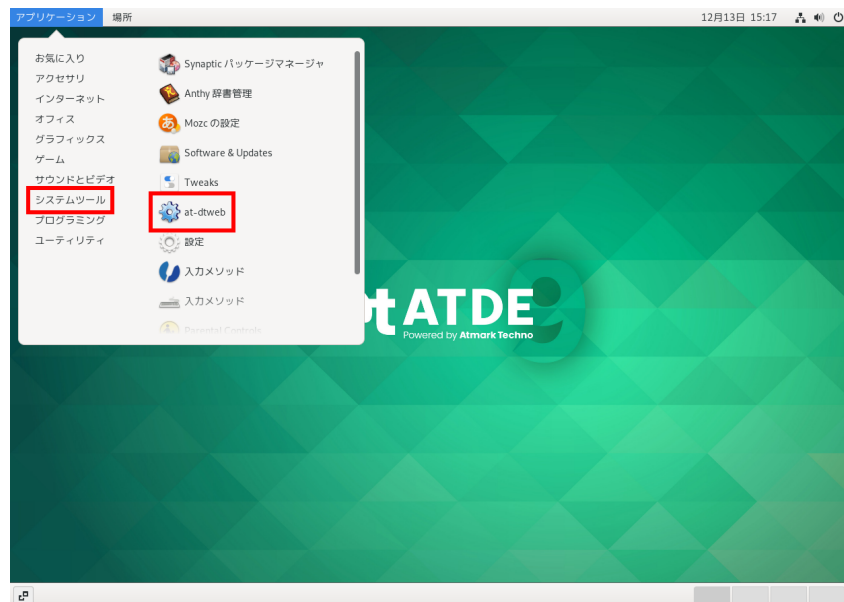 アプリケーション 場所 12月13日 15:17
お気に入り
アクセサリ
インターネット
オフィス
グラフィックス
ゲーム
サウンドとビデオ
システムツール
プログラミング
ユーティリティ
Synaptic パッケージマネージャ
Anthy 辞書管理
Mozc の設定
Software & Updates
Tweaks
at-dtweb
設定
入力メソッド
入力メソッド
Parental Controls
t ATDE 9
Powered by Atmark Techno